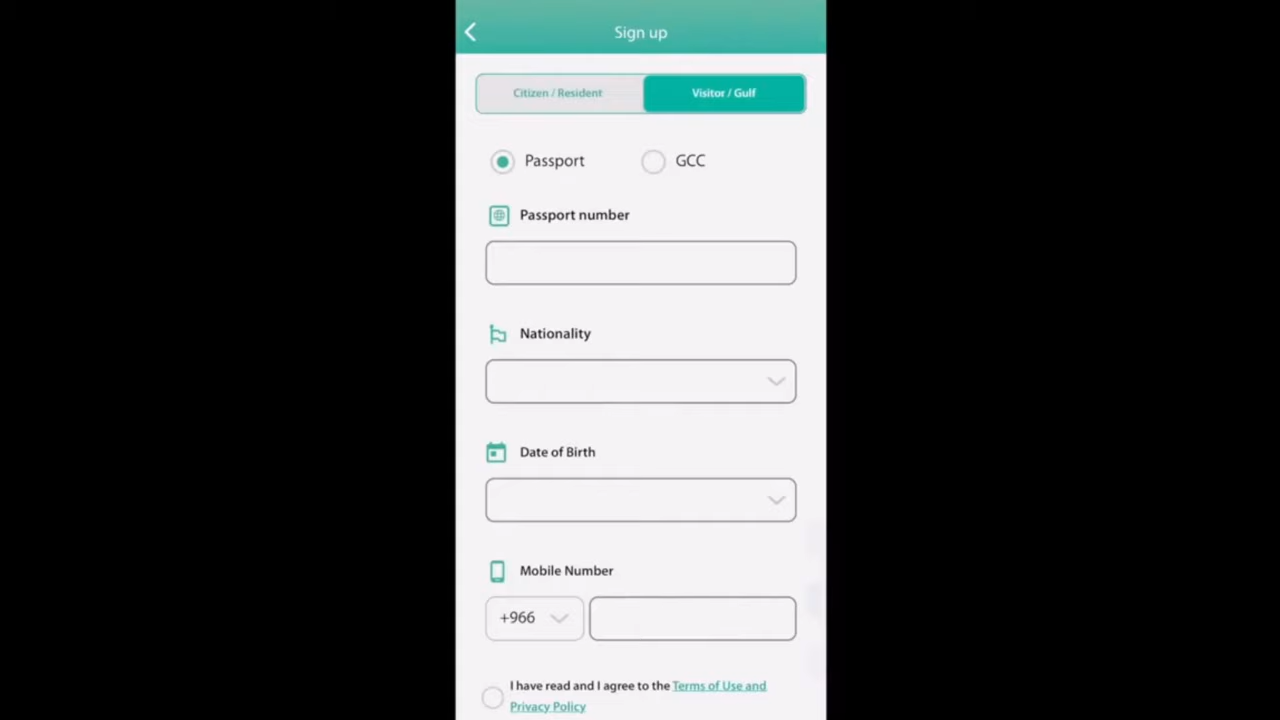 Sign up
Citizen / Resident
Visitor / Gulf
Passport
GCC
Passport number
Nationality
Date of Birth
Mobile Number
+966
I have read and I agree to the Terms of Use and
Privacy Policy